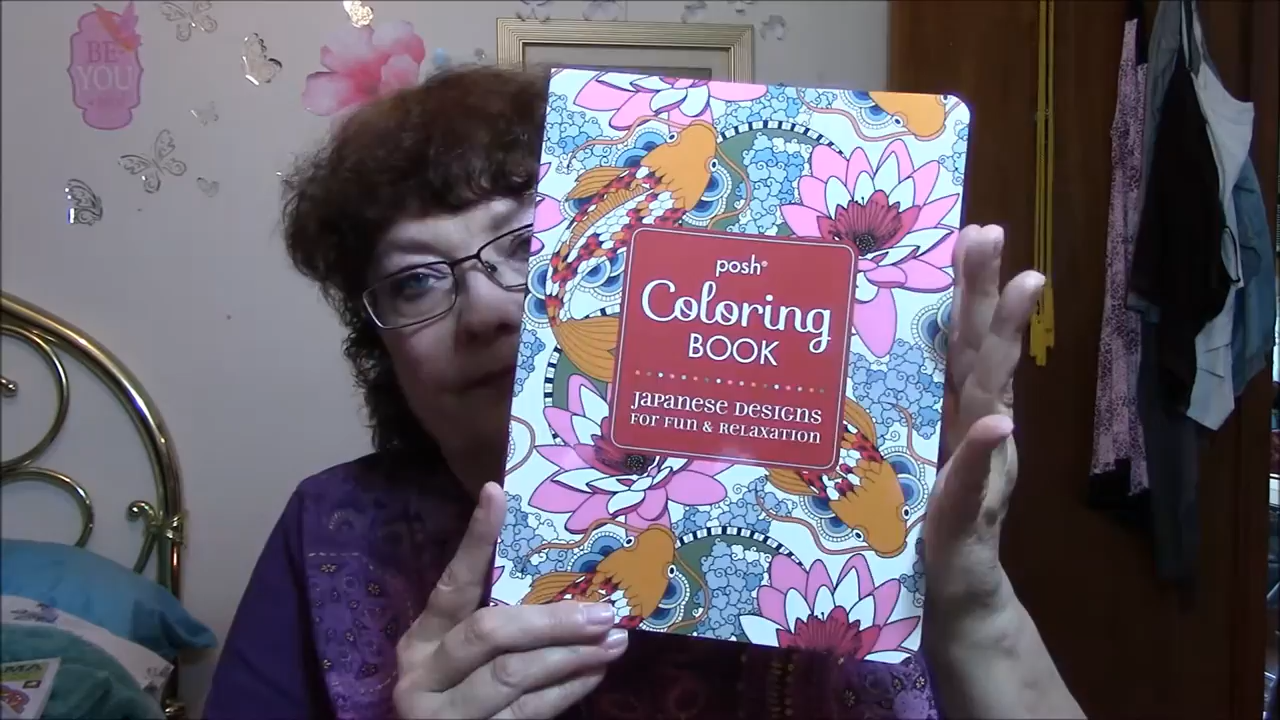 BE
YOU
posh®
Coloring
BOOK
JAPANESE DESIGNS
FOR FUN & RELAXATION